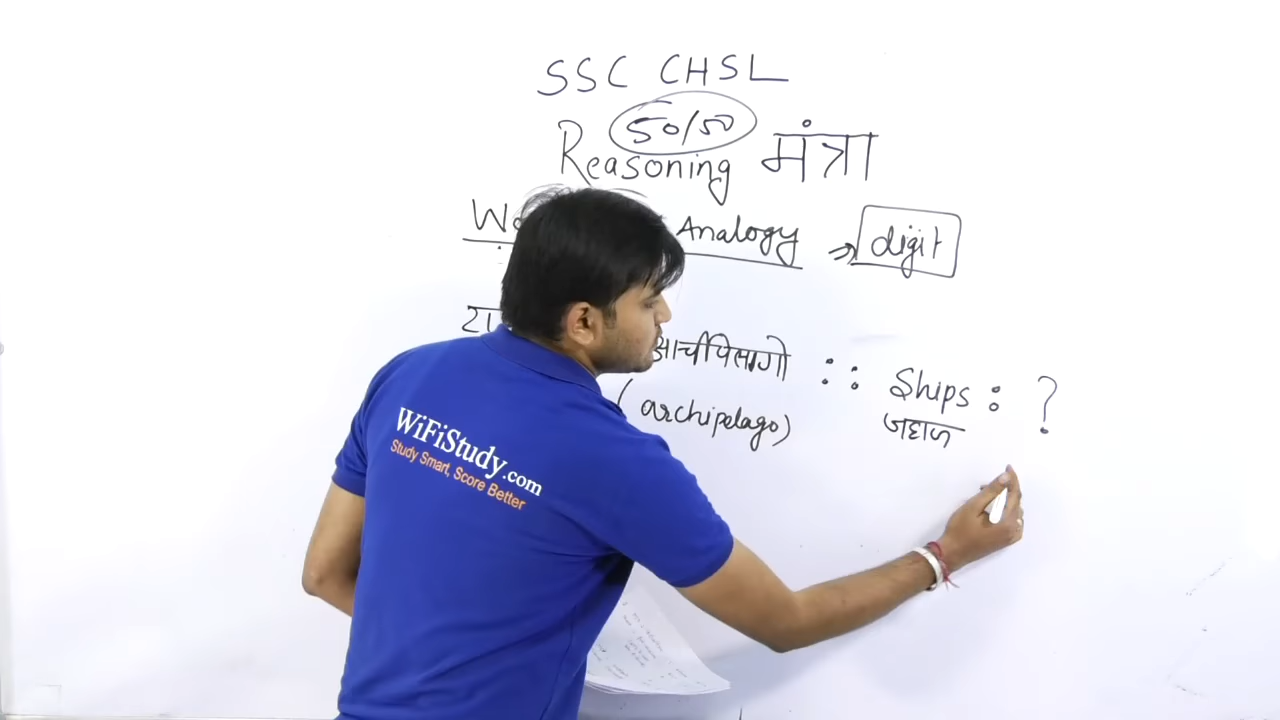 SSC CHSL
50/50
Reasoning मंत्रा
Analogy → digit
आर्चीपेलागो :: Ships : ?
(archipelago)
जहाज
WiFiStudy.com
Study Smart, Score Better